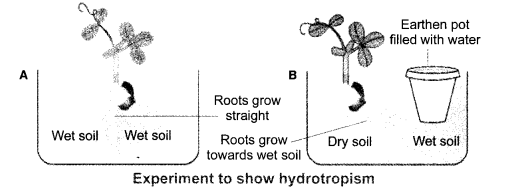 Earthen pot
filled with water
A
B
Roots grow
straight
Wet soil Wet soil
Roots grow
towards wet soil
Dry soil
Wet soil
Experiment to show hydrotropism